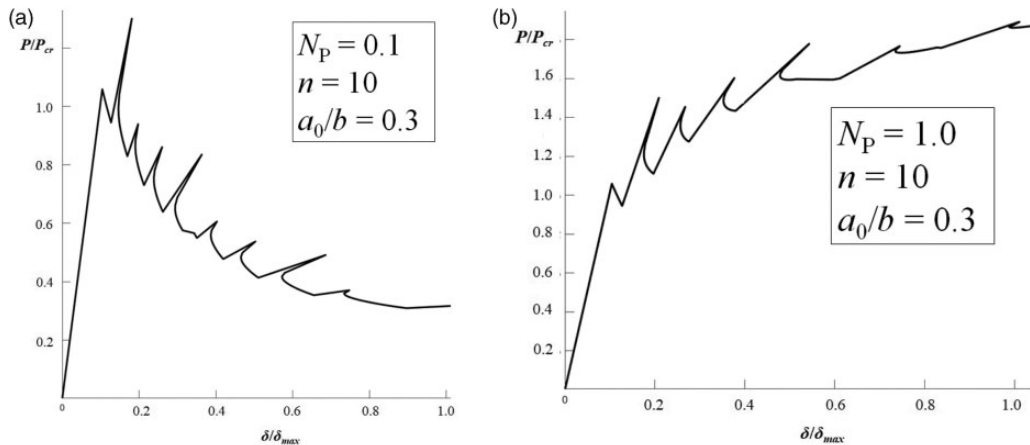 (a)
P/Pcr
1.0
0.8
0.6
0.4
0.2
0
0 0.2 0.4 0.6 0.8 1.0
δ/δmax
NP = 0.1
n = 10
a0/b = 0.3
(b)
P/Pcr
1.6
1.4
1.2
1.0
0.8
0.6
0.4
0.2
0
0 0.2 0.4 0.6 0.8 1.0
δ/δmax
NP = 1.0
n = 10
a0/b = 0.3